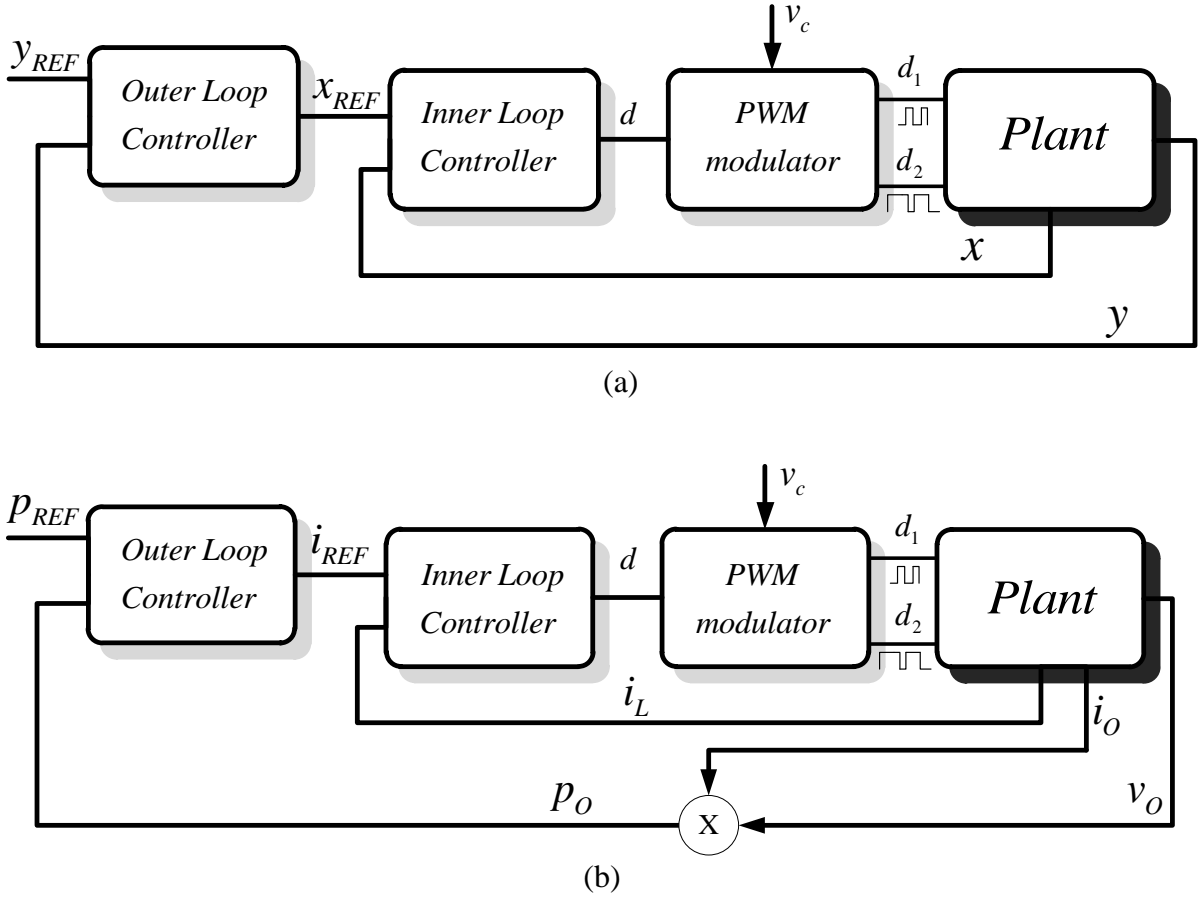 v_c
y_REF
Outer Loop
Controller
x_REF
Inner Loop
Controller
d
PWM
modulator
d_1
d_2
Plant
x
y
(a)
v_c
p_REF
Outer Loop
Controller
i_REF
Inner Loop
Controller
d
PWM
modulator
d_1
d_2
Plant
i_L
i_O
p_O
X
v_O
(b)